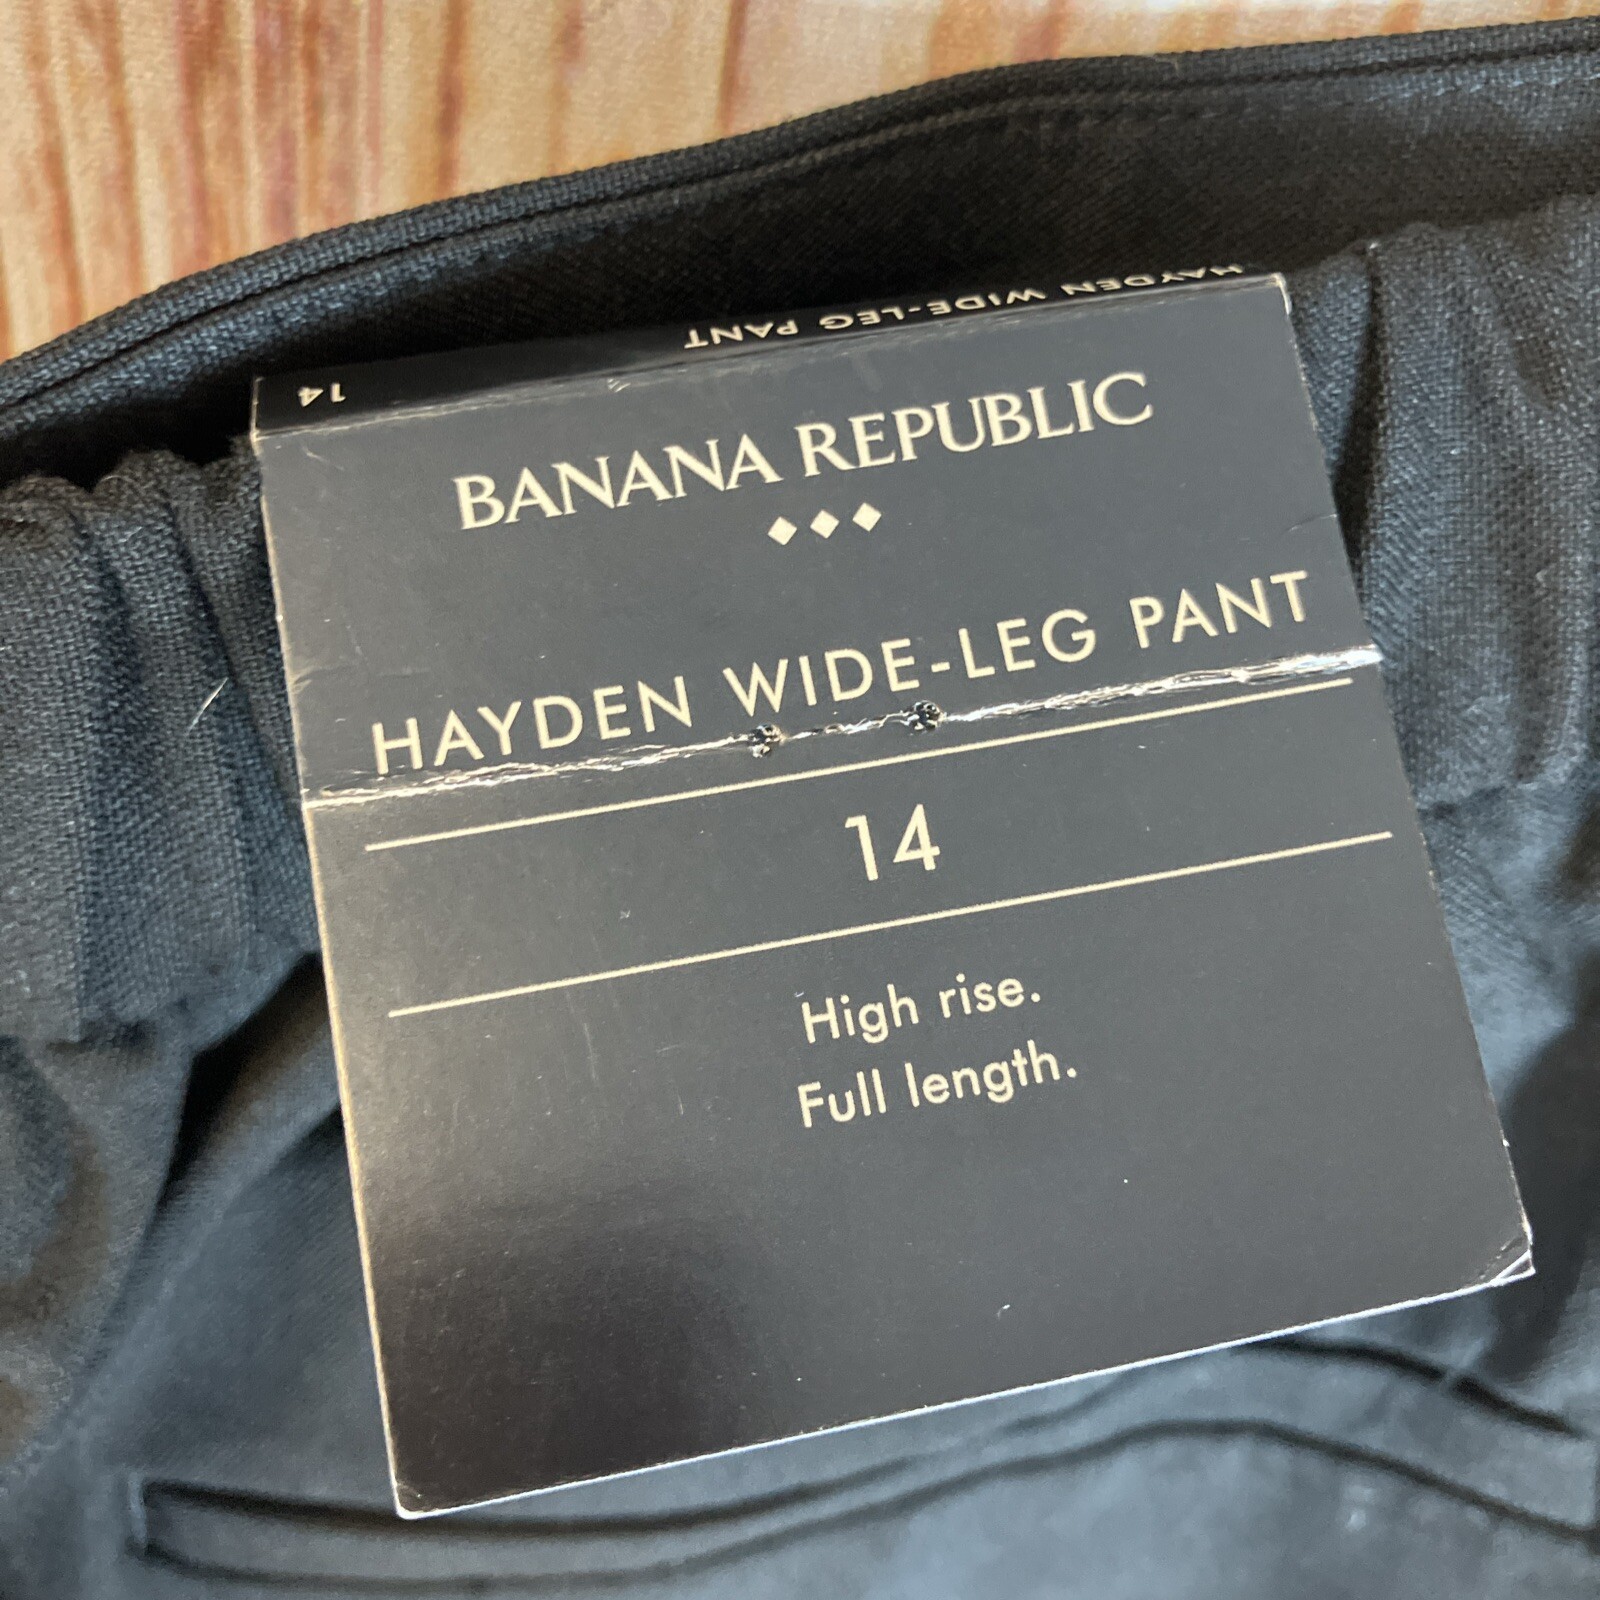 HAYDEN WIDE-LEG PANT
14
BANANA REPUBLIC
HAYDEN WIDE-LEG PANT
14
High rise.
Full length.